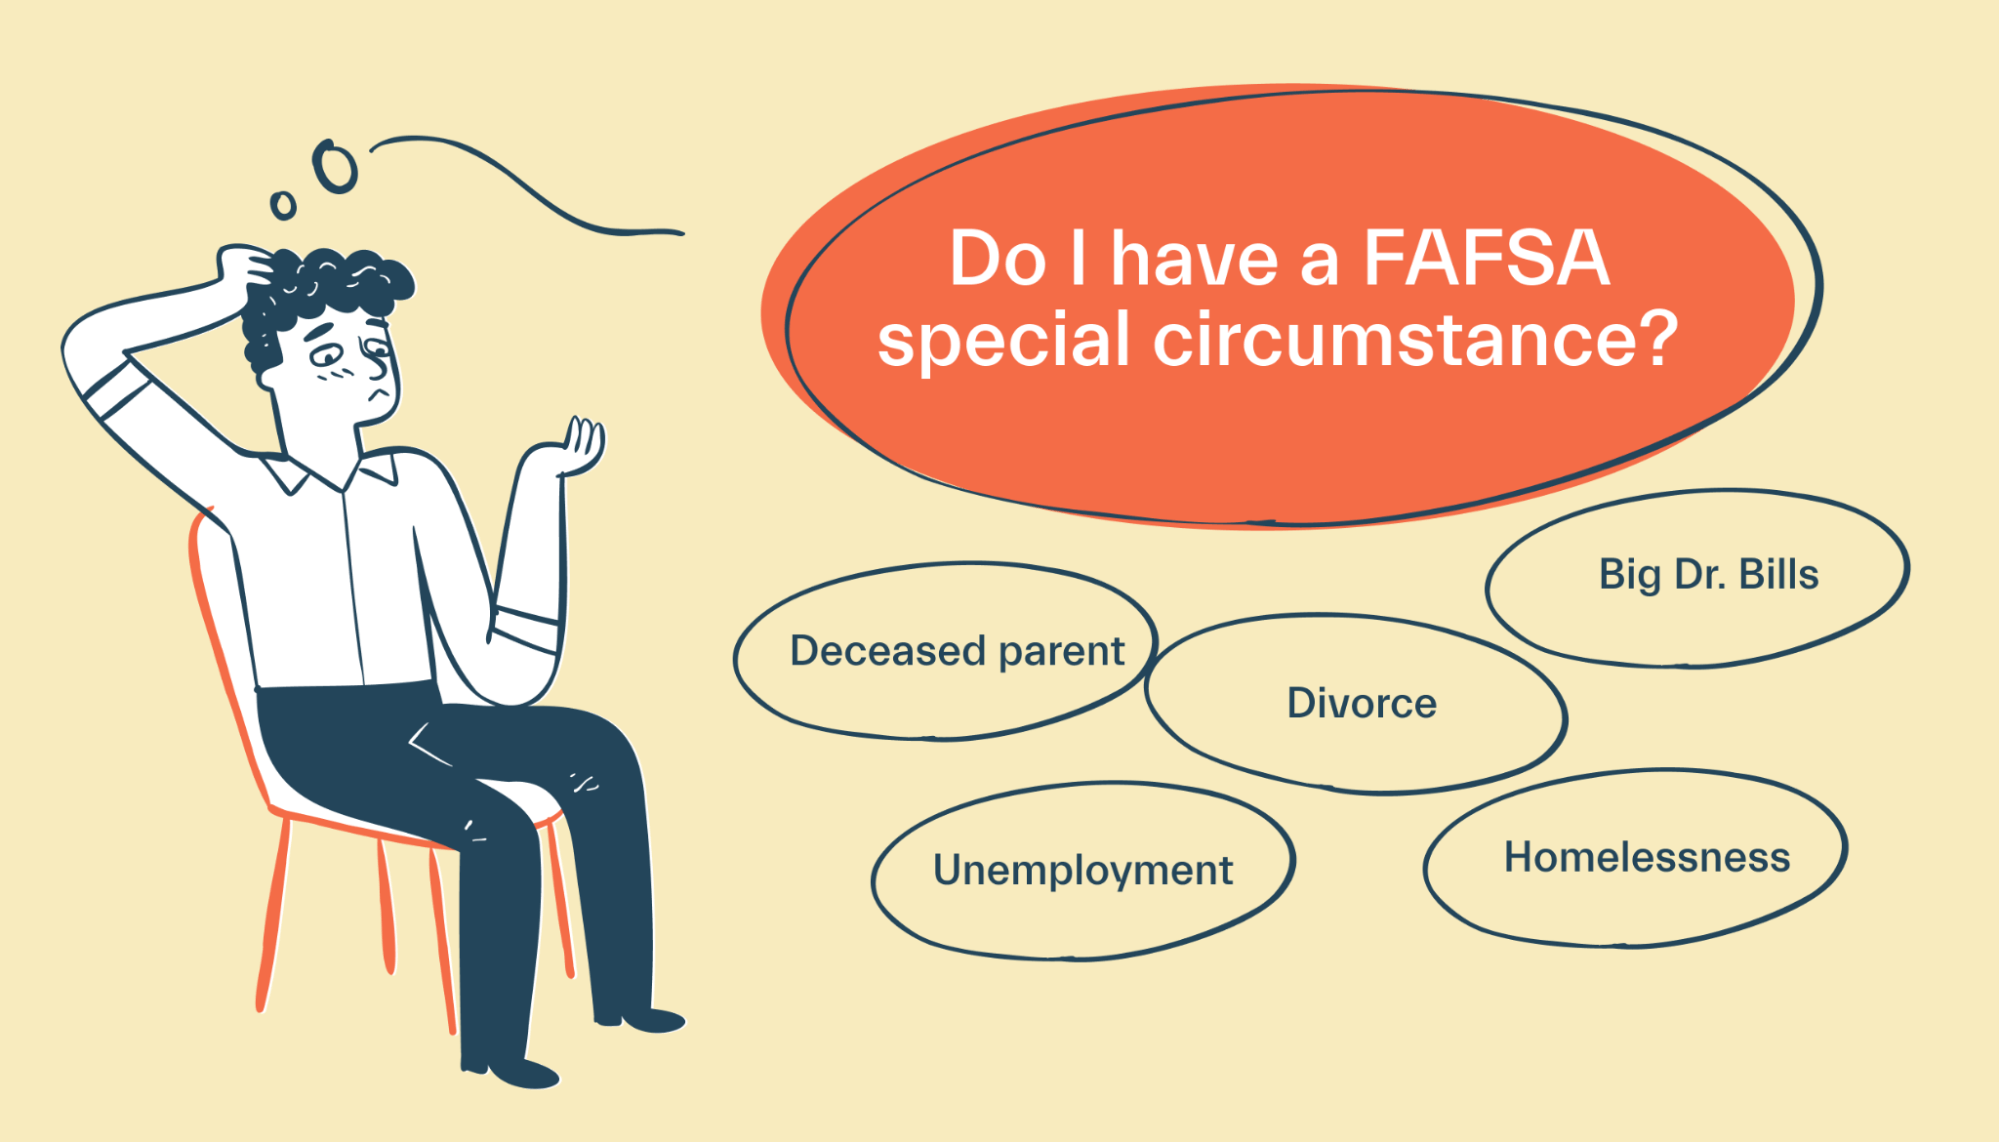 Do I have a FAFSA
special circumstance?
Big Dr. Bills
Deceased parent
Divorce
Unemployment
Homelessness